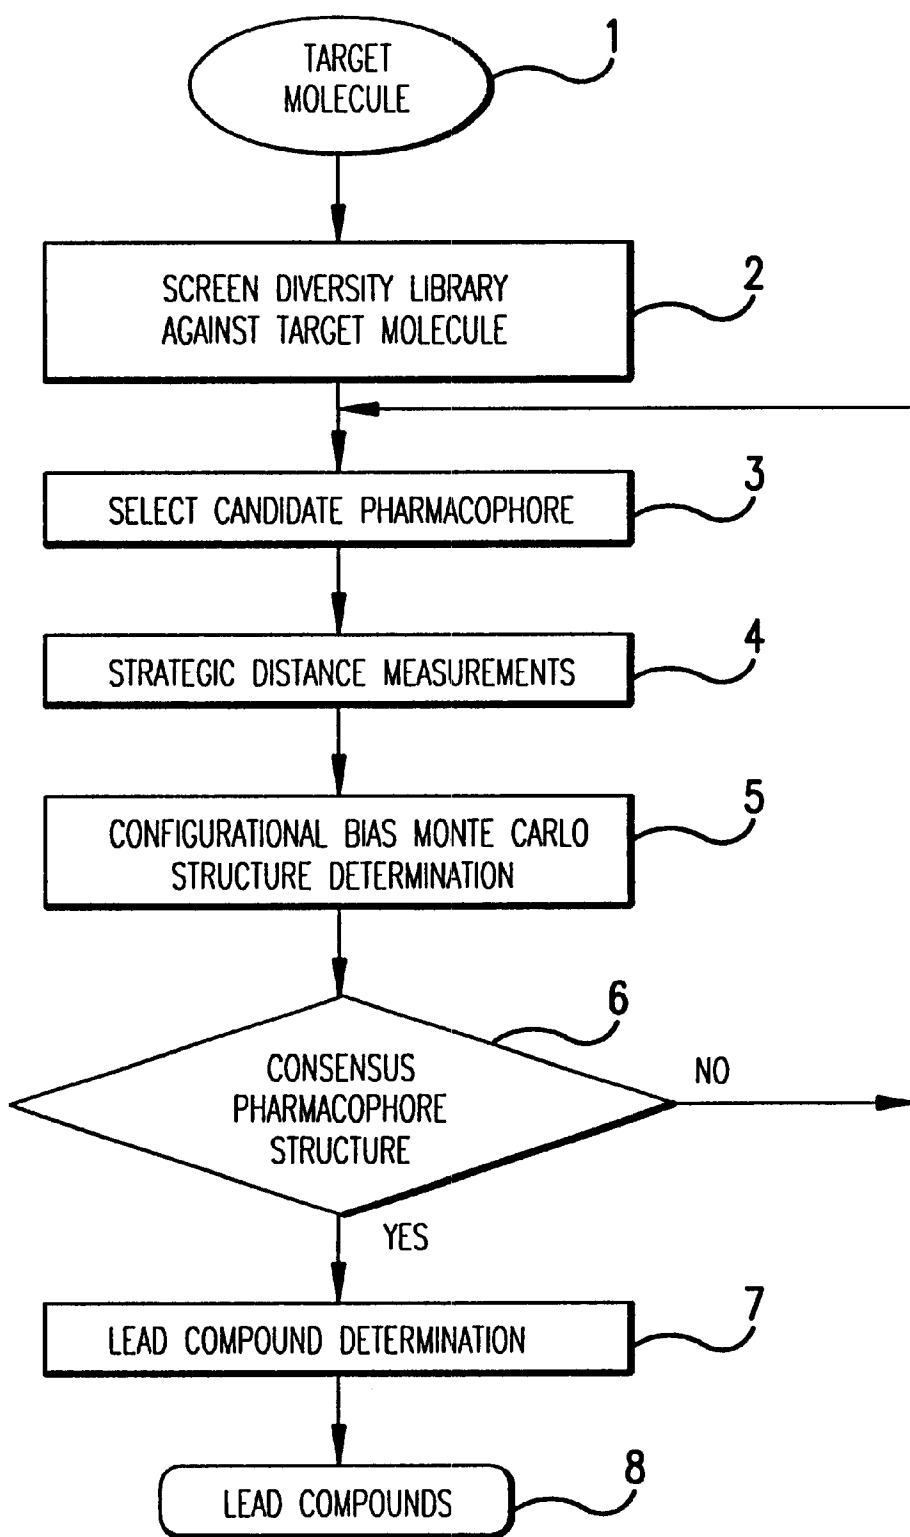 TARGET
MOLECULE
1
SCREEN DIVERSITY LIBRARY
AGAINST TARGET MOLECULE
2
SELECT CANDIDATE PHARMACOPHORE
3
STRATEGIC DISTANCE MEASUREMENTS
4
CONFIGURATIONAL BIAS MONTE CARLO
STRUCTURE DETERMINATION
5
CONSENSUS
PHARMACOPHORE
STRUCTURE
6
NO
YES
LEAD COMPOUND DETERMINATION
7
LEAD COMPOUNDS
8